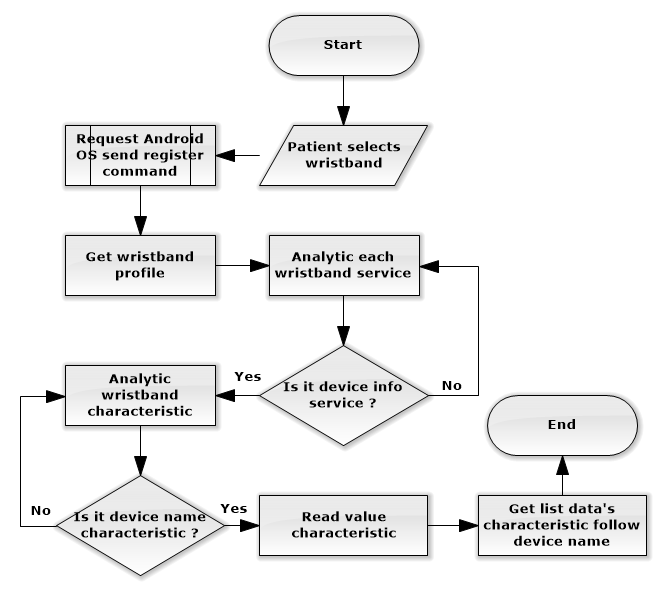 Start
Patient selects
wristband
Request Android
OS send register
command
Get wristband
profile
Analytic each
wristband service
Is it device info
service ?
Yes
No
Analytic
wristband
characteristic
Is it device name
characteristic ?
No
Yes
Read value
characteristic
Get list data's
characteristic follow
device name
End